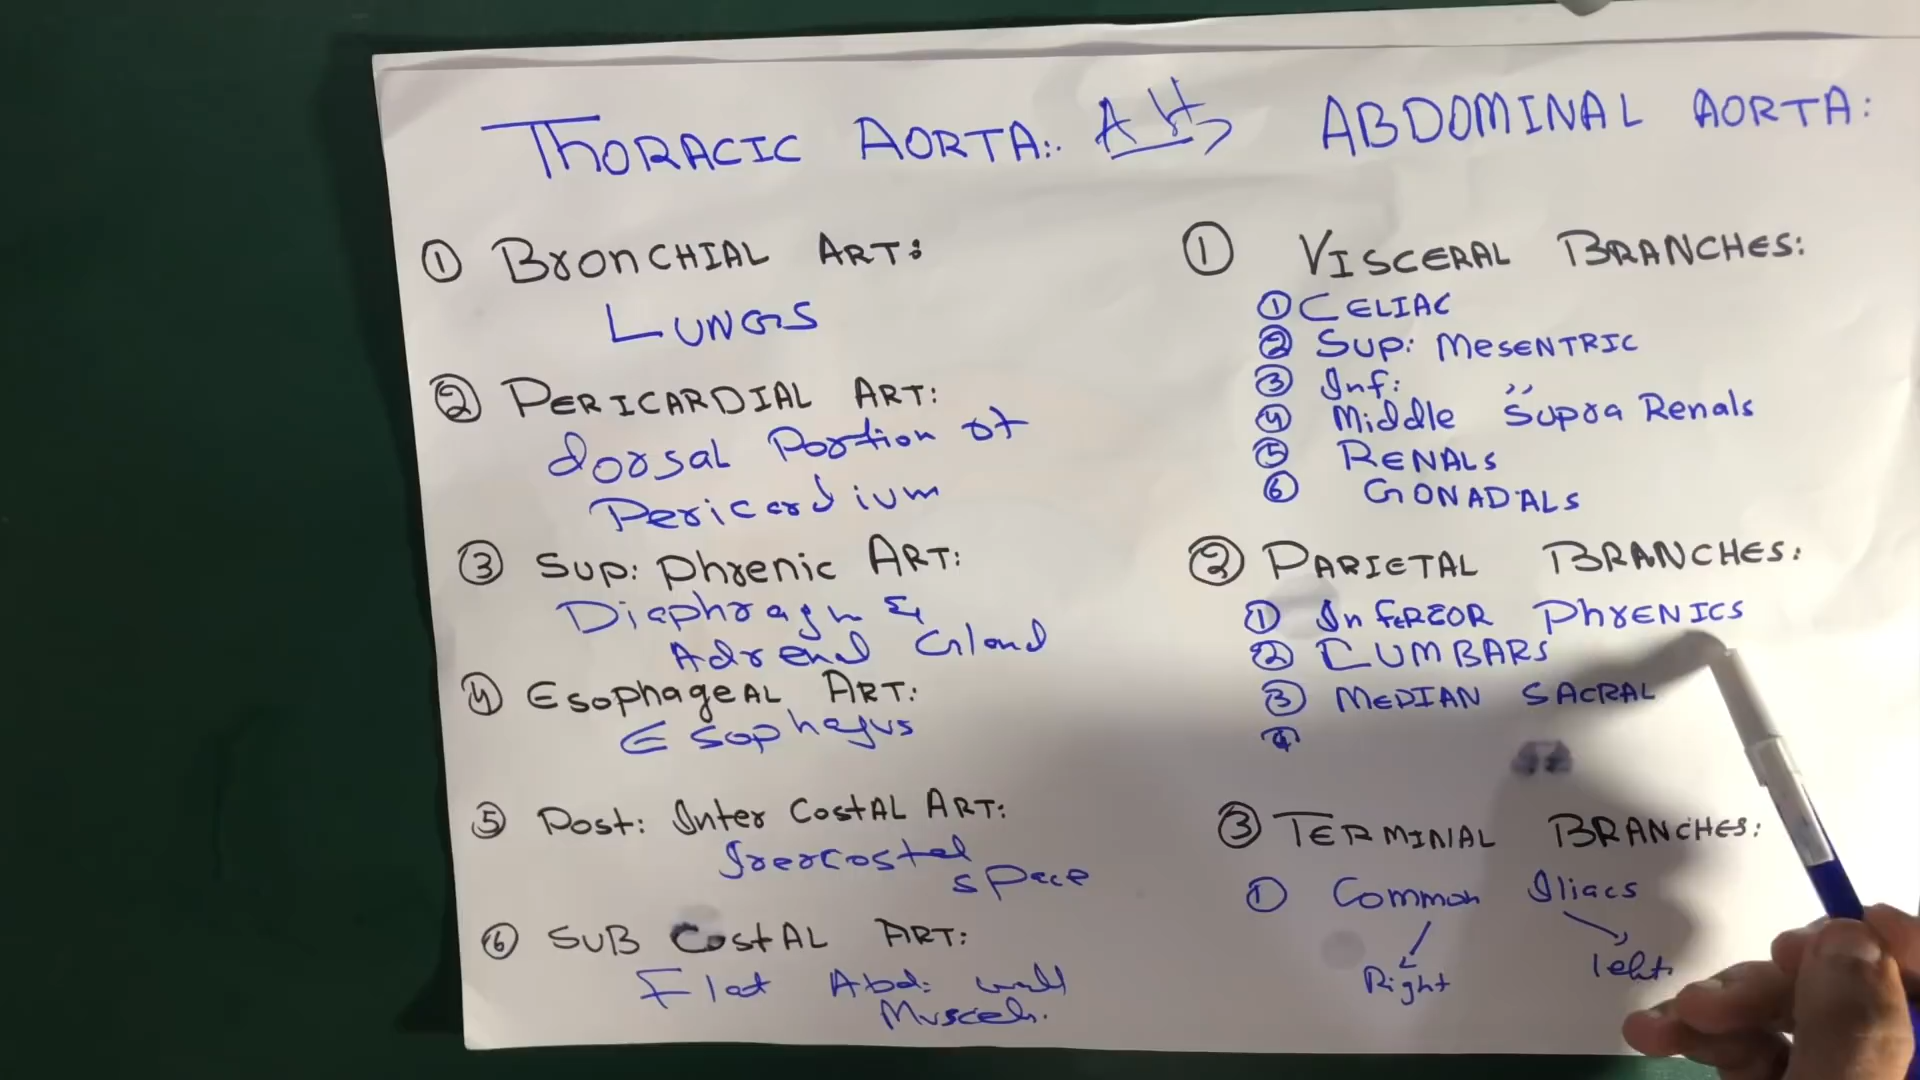 THORACIC AORTA:. ABDOMINAL AORTA:
① BronCHIAL ART:
LUNGS
② PERICARDIAL ART:
dorsal Portion of
Pericardium
③ Sup: Phrenic ART:
Diaphragm &
Adrenal Gland
④ EsophageAL ART:
Esophagus
⑤ Post: Inter CostAL ART:
space
⑥ SUB CostAL ART:
Flat Abd: wall
① VISCERAL BRANCHES:
① CELIAC
② Sup: MesENTRIC
③ Inf: ,,
④ Middle Supra Renals
⑤ RENALS
⑥ GONADALS
② PARIETAL BRANCHES:
① InfEREOR PhrENICS
② LUMBARS
③ MEDIAN SACRAL
④
③ TERMINAL BRANCHES:
① Common Iliacs
Right left